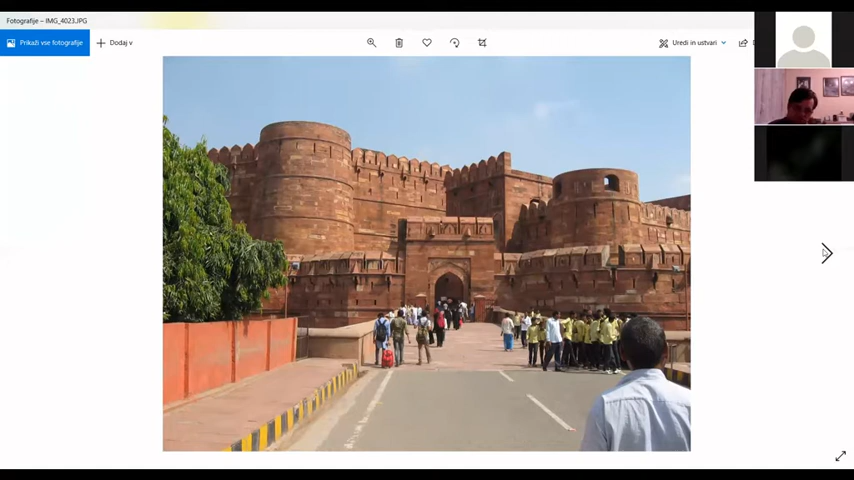 Fotografije – IMG_4023.JPG
Prikaži vse fotografije
Dodaj v
Uredi in ustvari